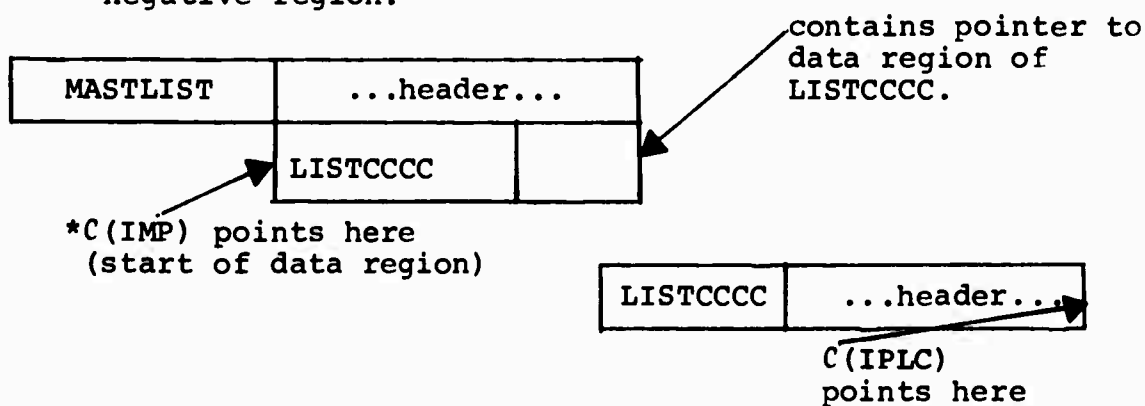 negative region.
contains pointer to
data region of
LISTCCCC.
MASTLIST ...header...
LISTCCCC
*C(IMP) points here
(start of data region)
LISTCCCC ...header...
C(IPLC)
points here